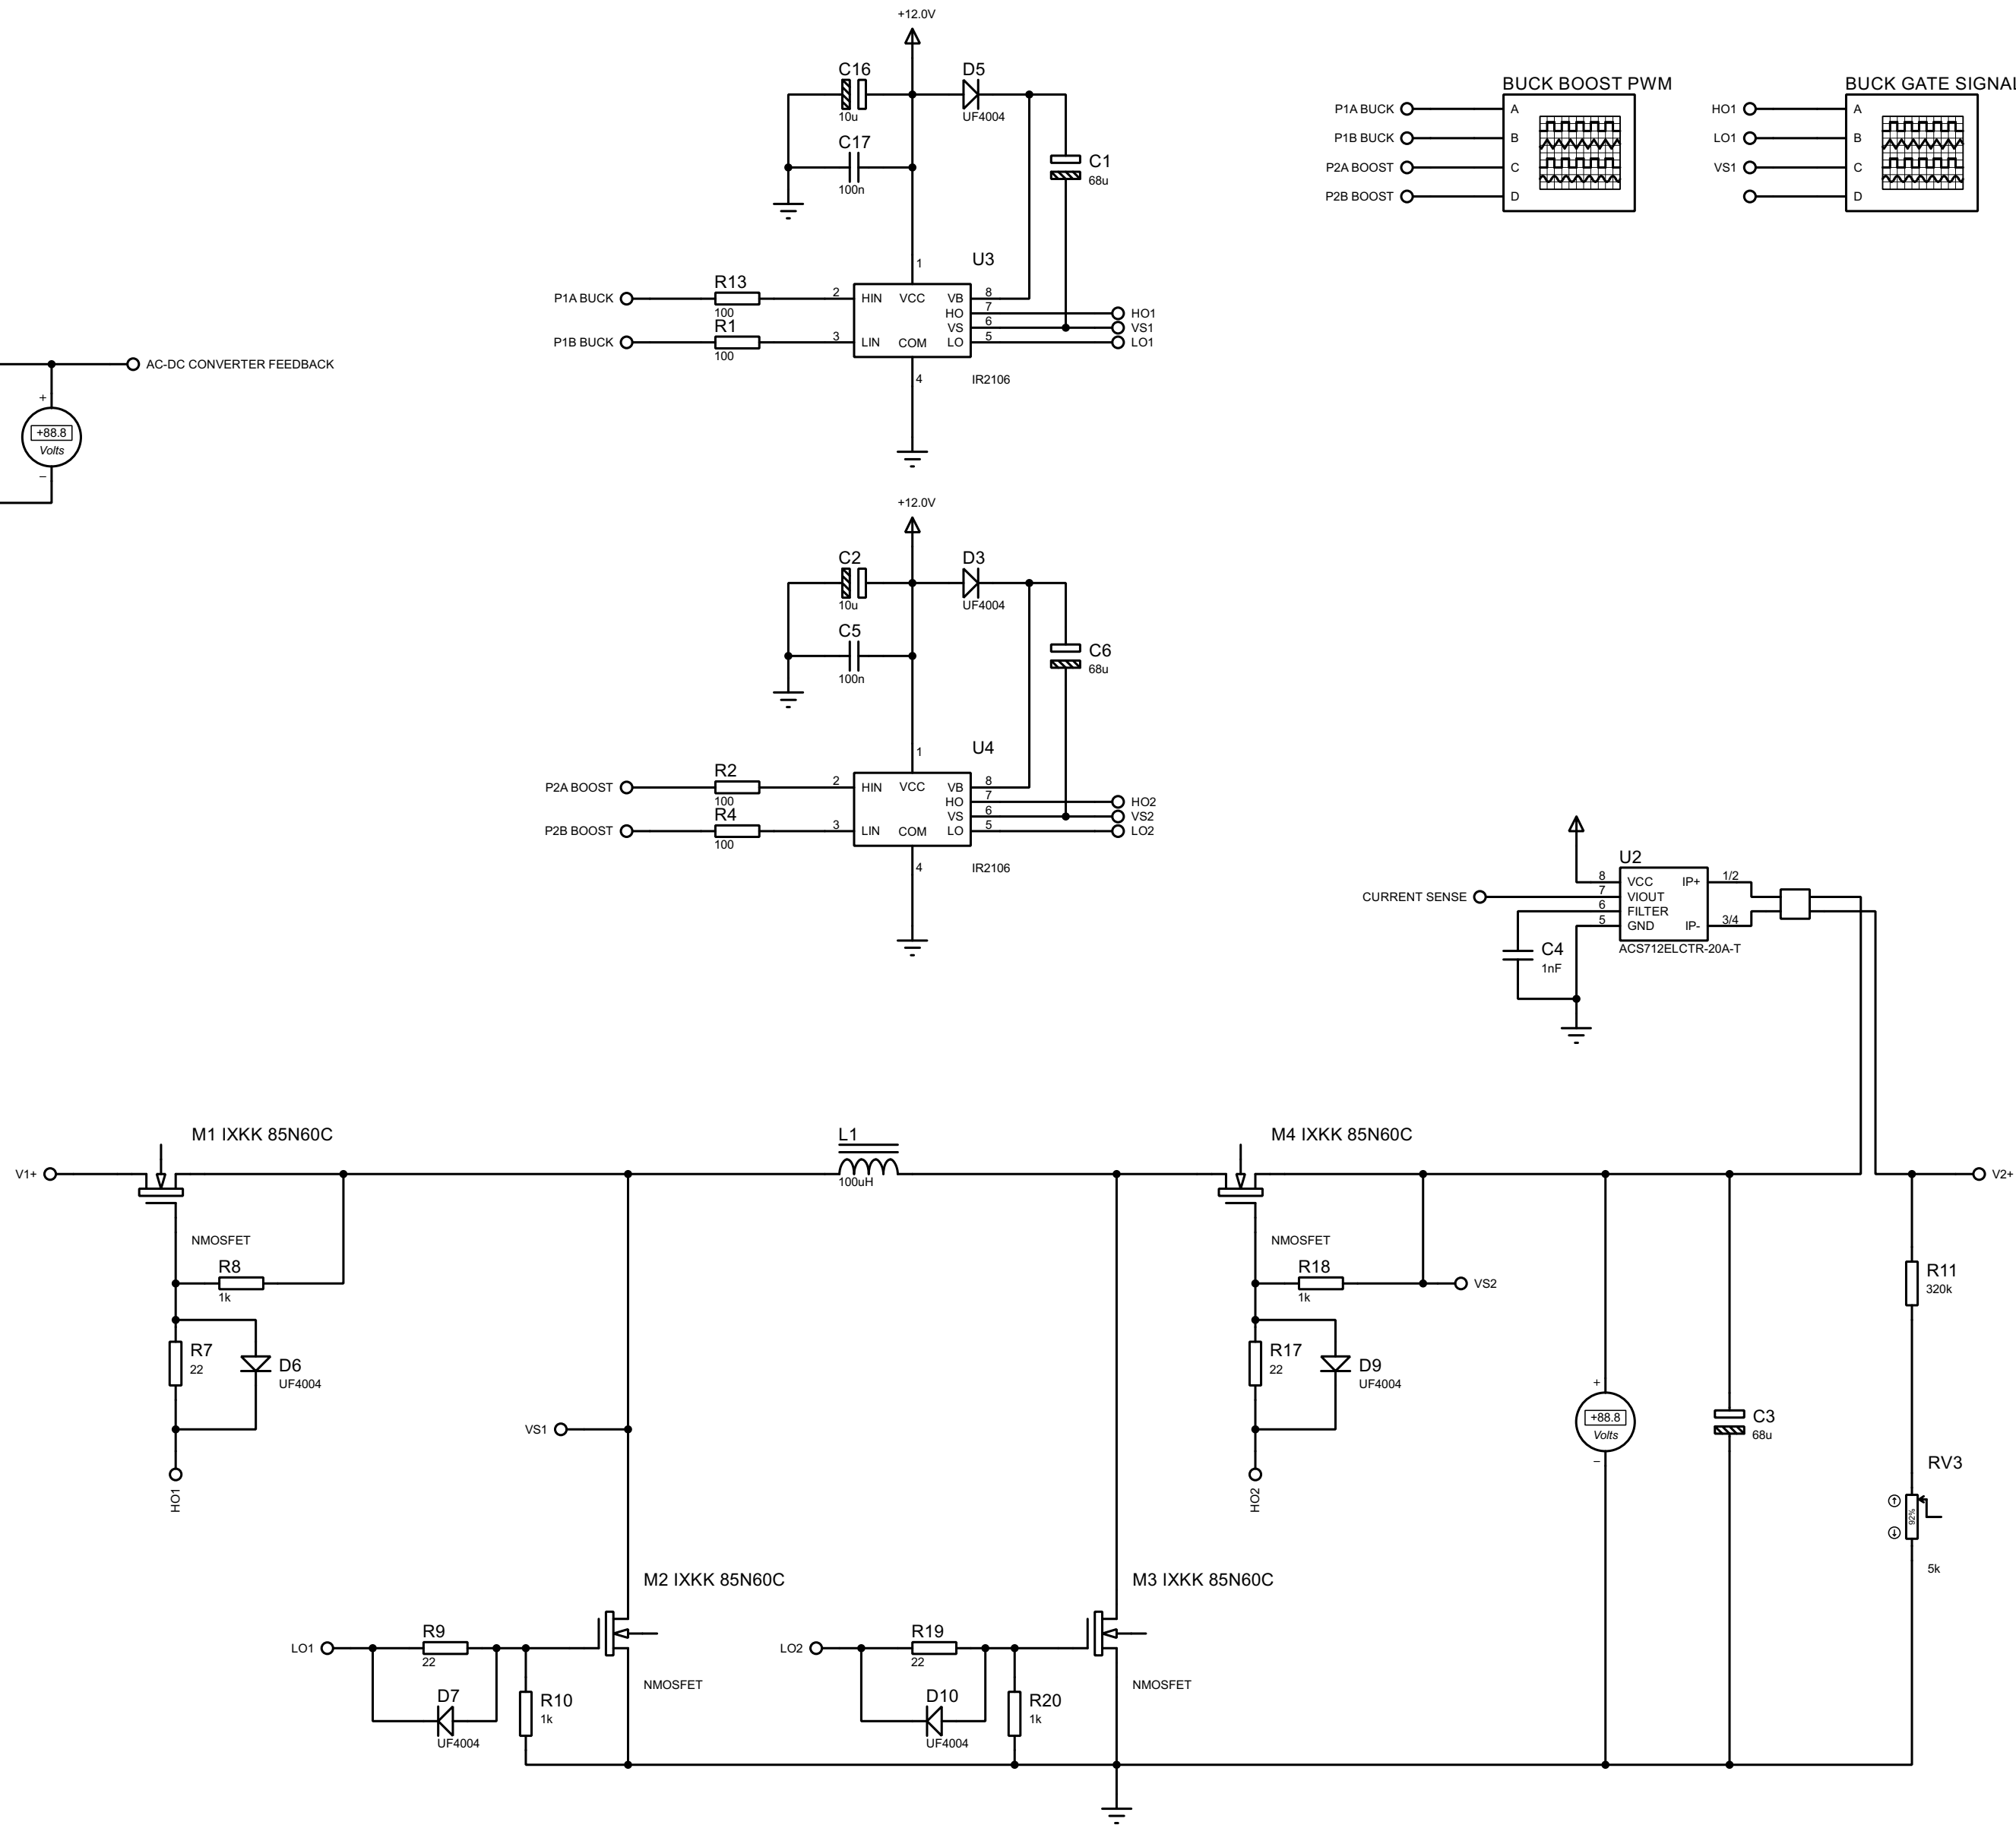 +12.0V
C16
10u
D5
UF4004
C17
100n
C1
68u
BUCK BOOST PWM
P1A BUCK
A
P1B BUCK
B
P2A BOOST
C
P2B BOOST
D
BUCK GATE SIGNAL
HO1
A
LO1
B
VS1
C
D
U3
1
P1A BUCK
R13
100
2
HIN
VCC
VB
8
HO
7
HO1
VS
6
VS1
P1B BUCK
R1
100
3
LIN
COM
LO
5
LO1
4
IR2106
AC-DC CONVERTER FEEDBACK
+
+88.8
Volts
−
+12.0V
C2
10u
D3
UF4004
C5
100n
C6
68u
U4
1
P2A BOOST
R2
100
2
HIN
VCC
VB
8
HO
7
HO2
VS
6
VS2
P2B BOOST
R4
100
3
LIN
COM
LO
5
LO2
4
IR2106
U2
8
VCC
IP+
1/2
CURRENT SENSE
7
VIOUT
6
FILTER
5
GND
IP-
3/4
ACS712ELCTR-20A-T
C4
1nF
M1 IXKK 85N60C
V1+
NMOSFET
R8
1k
R7
22
D6
UF4004
HO1
L1
100uH
VS1
M4 IXKK 85N60C
NMOSFET
R18
1k
VS2
R17
22
D9
UF4004
HO2
V2+
R11
320k
+
+88.8
Volts
−
C3
68u
RV3
92%
5k
M2 IXKK 85N60C
LO1
R9
22
NMOSFET
D7
UF4004
R10
1k
M3 IXKK 85N60C
LO2
R19
22
NMOSFET
D10
UF4004
R20
1k